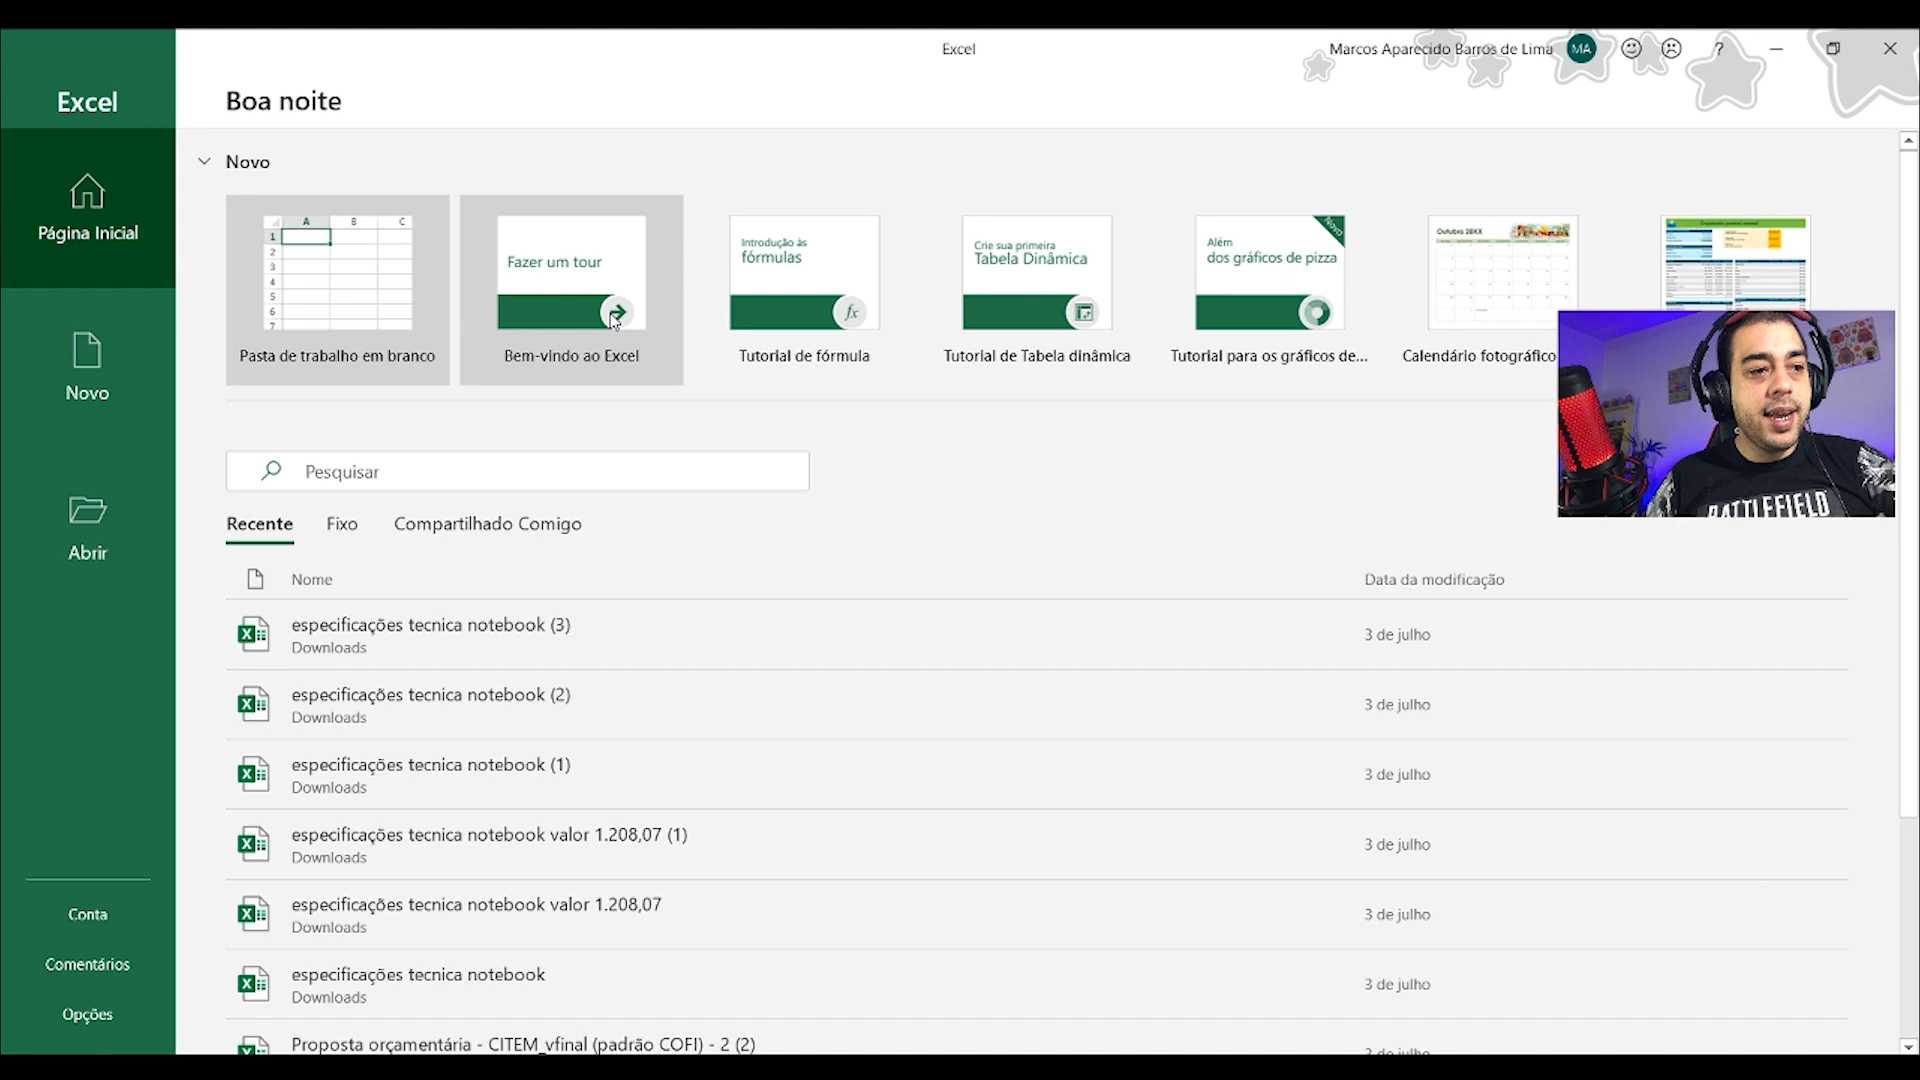 Excel
Marcos Aparecido Barros de Lima
MA
?
Excel
Boa noite
Página Inicial
Novo
Abrir
Conta
Comentários
Opções
Novo
A B C
1
2
3
4
5
6
7
Pasta de trabalho em branco
Fazer um tour
Bem-vindo ao Excel
Introdução às
fórmulas
fx
Tutorial de fórmula
Crie sua primeira
Tabela Dinâmica
Tutorial de Tabela dinâmica
Novo
Além
dos gráficos de pizza
Tutorial para os gráficos de...
Outubro 20XX
Calendário fotográfico
BATTLEFIELD
Pesquisar
Recente Fixo Compartilhado Comigo
Nome Data da modificação
especificações tecnica notebook (3)
Downloads
3 de julho
especificações tecnica notebook (2)
Downloads
3 de julho
especificações tecnica notebook (1)
Downloads
3 de julho
especificações tecnica notebook valor 1.208,07 (1)
Downloads
3 de julho
especificações tecnica notebook valor 1.208,07
Downloads
3 de julho
especificações tecnica notebook
Downloads
3 de julho
Proposta orçamentária - CITEM_vfinal (padrão COFI) - 2 (2)
3 de julho